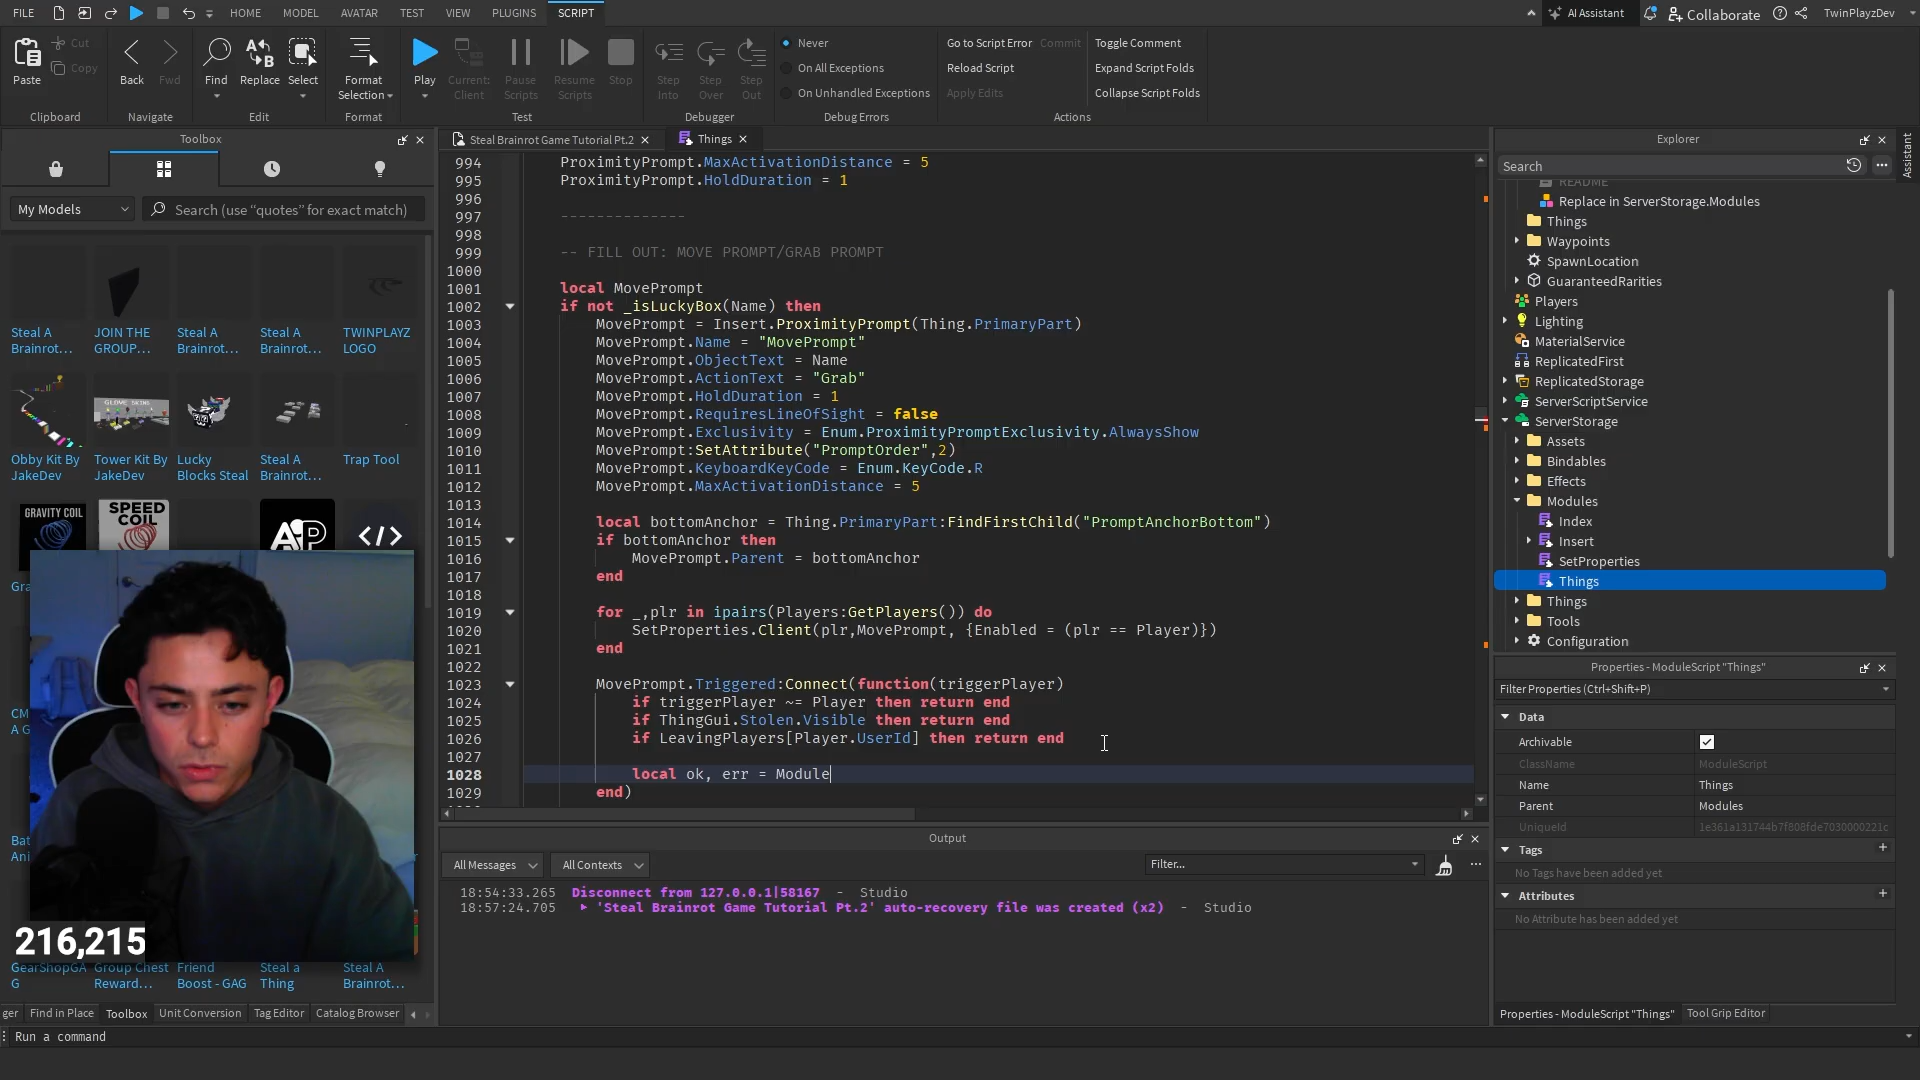 FILE
HOME
MODEL
AVATAR
TEST
VIEW
PLUGINS
SCRIPT
AI Assistant
Collaborate
TwinPlayzDev
Paste
Cut
Copy
Back
Fwd
Find
Replace
Select
Format
Selection
Play
Current:
Client
Pause
Scripts
Resume
Scripts
Stop
Step
Into
Step
Over
Step
Out
Never
On All Exceptions
On Unhandled Exceptions
Go to Script Error
Commit
Reload Script
Apply Edits
Toggle Comment
Expand Script Folds
Collapse Script Folds
Clipboard
Navigate
Edit
Format
Test
Debugger
Debug Errors
Actions
Toolbox
My Models
Search (use “quotes” for exact match)
Steal A
Brainrot...
JOIN THE
GROUP...
Steal A
Brainrot...
Steal A
Brainrot...
TWINPLAYZ
LOGO
Obby Kit By
JakeDev
Tower Kit By
JakeDev
Lucky
Blocks Steal
Steal A
Brainrot...
Trap Tool
GRAVITY COIL
SPEED
COIL
GearShopGA
G
Group Chest
Reward...
Friend
Boost - GAG
Steal a
Thing
Steal A
Brainrot...
216,215
ger
Find in Place
Toolbox
Unit Conversion
Tag Editor
Catalog Browser
Run a command
Steal Brainrot Game Tutorial Pt.2
Things
994 ProximityPrompt.MaxActivationDistance = 5
995 ProximityPrompt.HoldDuration = 1
996
997 --------------
998
999 -- FILL OUT: MOVE PROMPT/GRAB PROMPT
1000
1001 local MovePrompt
1002 if not _isLuckyBox(Name) then
1003 MovePrompt = Insert.ProximityPrompt(Thing.PrimaryPart)
1004 MovePrompt.Name = "MovePrompt"
1005 MovePrompt.ObjectText = Name
1006 MovePrompt.ActionText = "Grab"
1007 MovePrompt.HoldDuration = 1
1008 MovePrompt.RequiresLineOfSight = false
1009 MovePrompt.Exclusivity = Enum.ProximityPromptExclusivity.AlwaysShow
1010 MovePrompt:SetAttribute("PromptOrder",2)
1011 MovePrompt.KeyboardKeyCode = Enum.KeyCode.R
1012 MovePrompt.MaxActivationDistance = 5
1013
1014 local bottomAnchor = Thing.PrimaryPart:FindFirstChild("PromptAnchorBottom")
1015 if bottomAnchor then
1016 MovePrompt.Parent = bottomAnchor
1017 end
1018
1019 for _,plr in ipairs(Players:GetPlayers()) do
1020 SetProperties.Client(plr,MovePrompt, {Enabled = (plr == Player)})
1021 end
1022
1023 MovePrompt.Triggered:Connect(function(triggerPlayer)
1024 if triggerPlayer ~= Player then return end
1025 if ThingGui.Stolen.Visible then return end
1026 if LeavingPlayers[Player.UserId] then return end
1027
1028 local ok, err = Module
1029 end)
Output
All Messages
All Contexts
Filter...
18:54:33.265 Disconnect from 127.0.0.1|58167 - Studio
18:57:24.705 'Steal Brainrot Game Tutorial Pt.2' auto-recovery file was created (x2) - Studio
Explorer
Search
README
Replace in ServerStorage.Modules
Things
Waypoints
SpawnLocation
GuaranteedRarities
Players
Lighting
MaterialService
ReplicatedFirst
ReplicatedStorage
ServerScriptService
ServerStorage
Assets
Bindables
Effects
Modules
Index
Insert
SetProperties
Things
Things
Tools
Configuration
Assistant
Properties - ModuleScript "Things"
Filter Properties (Ctrl+Shift+P)
Data
Archivable
ClassName ModuleScript
Name Things
Parent Modules
UniqueId 1e361a131744b7f808fde7030000221c
Tags
No Tags have been added yet
Attributes
No Attribute has been added yet
Properties - ModuleScript "Things"
Tool Grip Editor